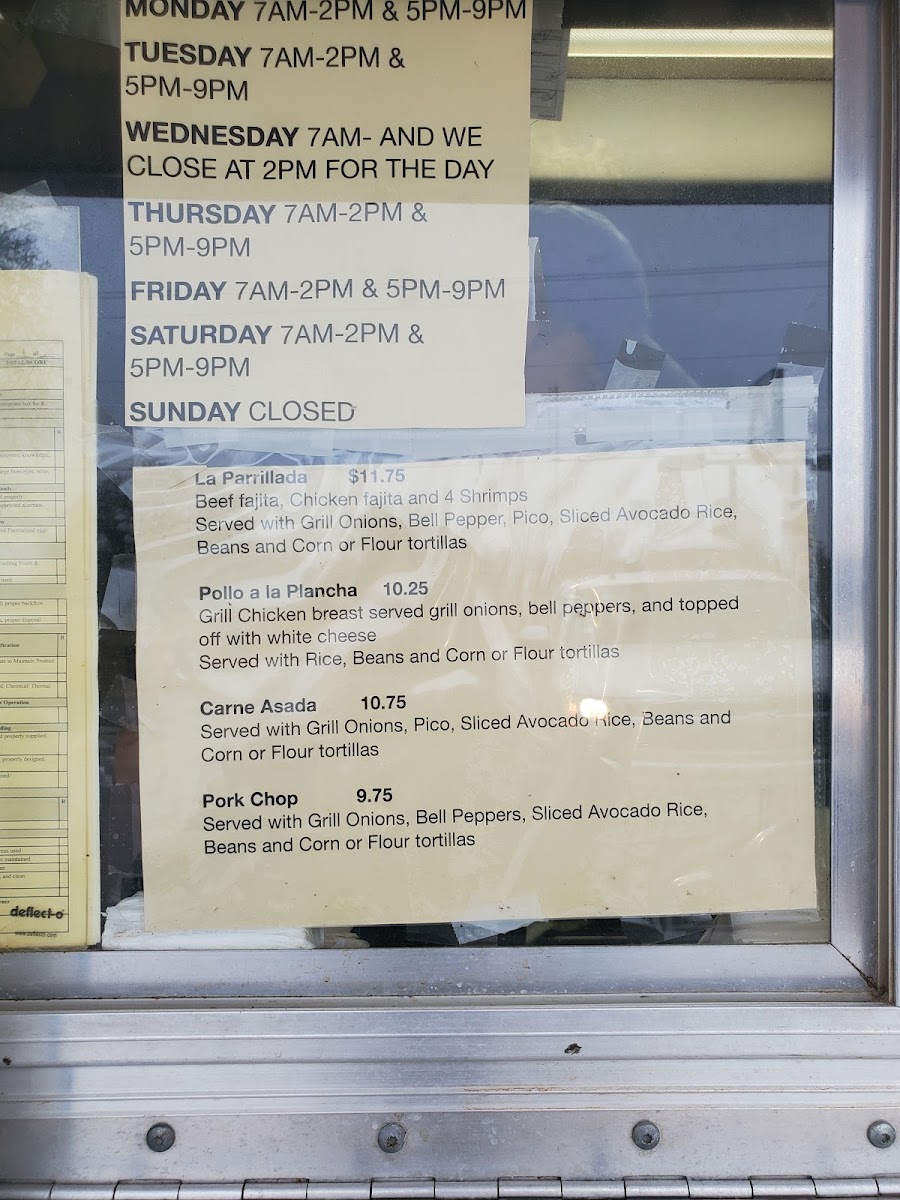 MONDAY 7AM-2PM & 5PM-9PM
TUESDAY 7AM-2PM &
5PM-9PM
WEDNESDAY 7AM- AND WE
CLOSE AT 2PM FOR THE DAY
THURSDAY 7AM-2PM &
5PM-9PM
FRIDAY 7AM-2PM & 5PM-9PM
SATURDAY 7AM-2PM &
5PM-9PM
SUNDAY CLOSED
La Parrillada $11.75
Beef fajita, Chicken fajita and 4 Shrimps
Served with Grill Onions, Bell Pepper, Pico, Sliced Avocado Rice,
Beans and Corn or Flour tortillas
Pollo a la Plancha 10.25
Grill Chicken breast served grill onions, bell peppers, and topped
off with white cheese
Served with Rice, Beans and Corn or Flour tortillas
Carne Asada 10.75
Served with Grill Onions, Pico, Sliced Avocado Rice, Beans and
Corn or Flour tortillas
Pork Chop 9.75
Served with Grill Onions, Bell Peppers, Sliced Avocado Rice,
Beans and Corn or Flour tortillas
deflect-o